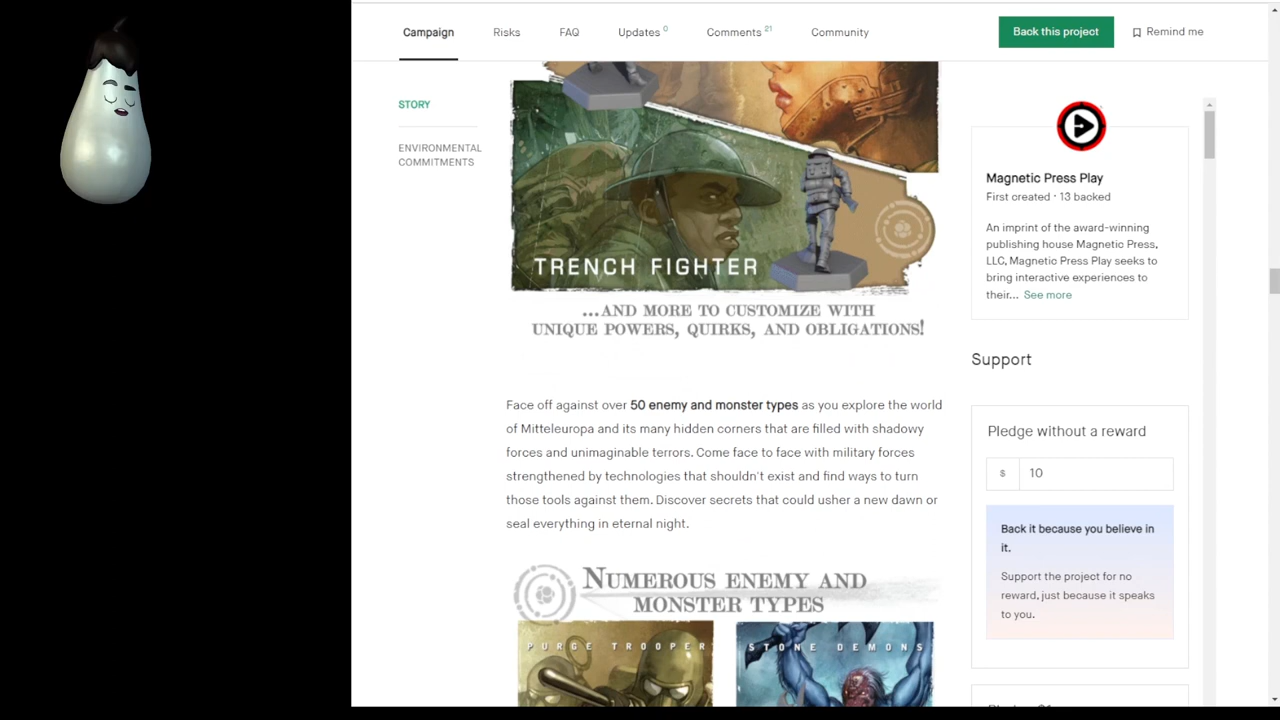 Campaign
Risks
FAQ
Updates 0
Comments 21
Community
Back this project
Remind me
STORY
ENVIRONMENTAL
COMMITMENTS
TRENCH FIGHTER
...AND MORE TO CUSTOMIZE WITH
UNIQUE POWERS, QUIRKS, AND OBLIGATIONS!
Face off against over 50 enemy and monster types as you explore the world
of Mitteleuropa and its many hidden corners that are filled with shadowy
forces and unimaginable terrors. Come face to face with military forces
strengthened by technologies that shouldn't exist and find ways to turn
those tools against them. Discover secrets that could usher a new dawn or
seal everything in eternal night.
NUMEROUS ENEMY AND
MONSTER TYPES
PURGE TROOPER
STONE DEMONS
Magnetic Press Play
First created · 13 backed
An imprint of the award-winning
publishing house Magnetic Press,
LLC, Magnetic Press Play seeks to
bring interactive experiences to
their... See more
Support
Pledge without a reward
$ 10
Back it because you believe in
it.
Support the project for no
reward, just because it speaks
to you.